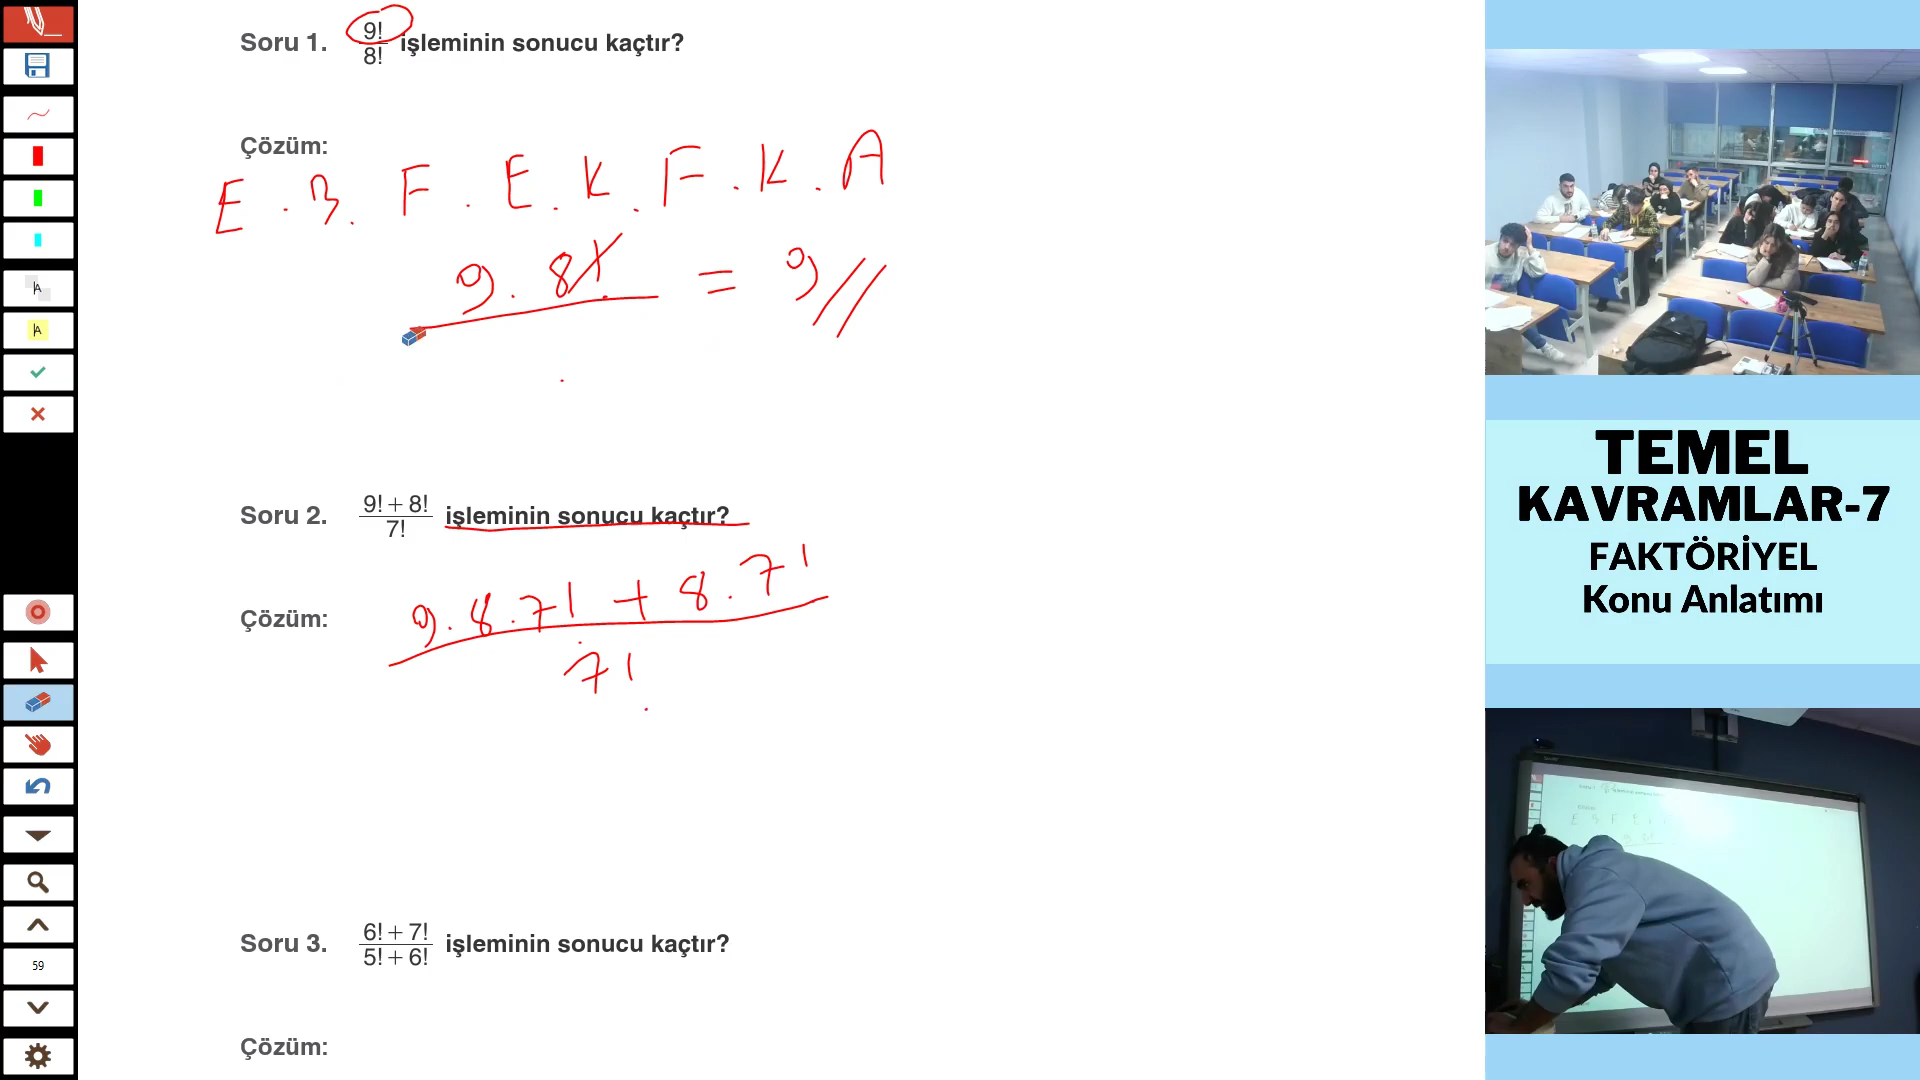 Soru 1. 9!/8! işleminin sonucu kaçtır?
Çözüm:
E . B . F . E . K . F . K . A
9 . 8! = 9//
Soru 2. 9!+8!/7! işleminin sonucu kaçtır?
Çözüm:
9 . 8 . 7! + 8 . 7!
7!
Soru 3. 6!+7!/5!+6! işleminin sonucu kaçtır?
Çözüm:
59
TEMEL
KAVRAMLAR-7
FAKTÖRİYEL
Konu Anlatımı